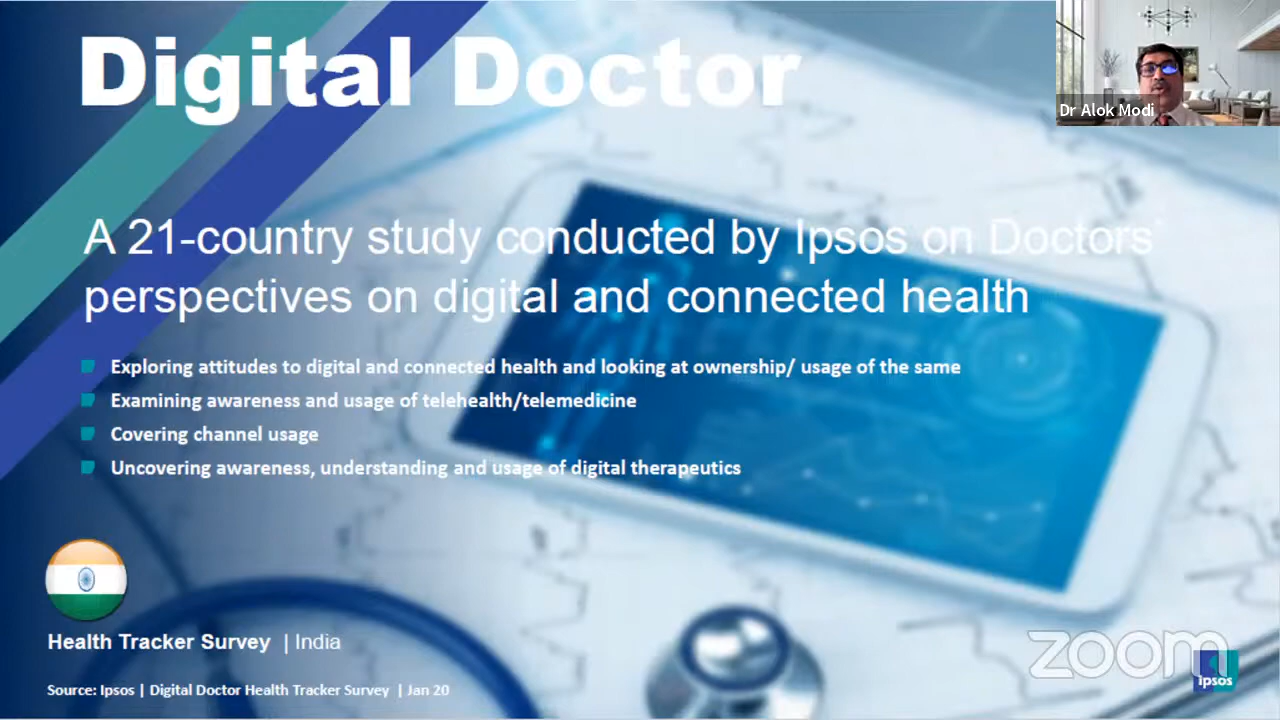 Digital Doctor
Dr Alok Modi
A 21-country study conducted by Ipsos on Doctors'
perspectives on digital and connected health
Exploring attitudes to digital and connected health and looking at ownership/ usage of the same
Examining awareness and usage of telehealth/telemedicine
Covering channel usage
Uncovering awareness, understanding and usage of digital therapeutics
Health Tracker Survey | India
Source: Ipsos | Digital Doctor Health Tracker Survey | Jan 20
zoom
Ipsos